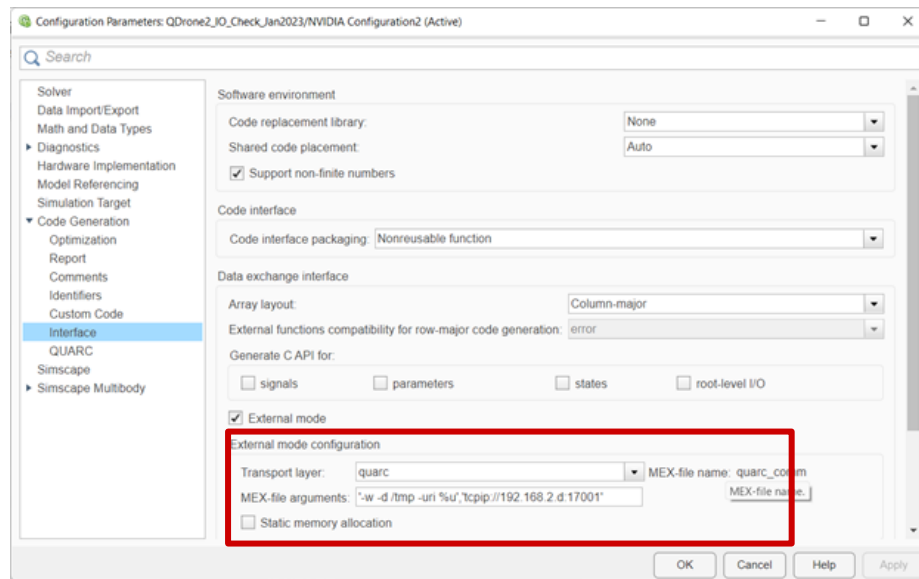 Configuration Parameters: QDrone2_IO_Check_Jan2023/NVIDIA Configuration2 (Active)
Search
Solver
Data Import/Export
Math and Data Types
Diagnostics
Hardware Implementation
Model Referencing
Simulation Target
Code Generation
Optimization
Report
Comments
Identifiers
Custom Code
Interface
QUARC
Simscape
Simscape Multibody
Software environment
Code replacement library: None
Shared code placement: Auto
Support non-finite numbers
Code interface
Code interface packaging: Nonreusable function
Data exchange interface
Array layout: Column-major
External functions compatibility for row-major code generation: error
Generate C API for:
signals parameters states root-level I/O
External mode
External mode configuration
Transport layer: quarc MEX-file name: quarc_comm
MEX-file arguments: '-w -d /tmp -uri %u','tcpip://192.168.2.d:17001'
MEX-file name.
Static memory allocation
OK Cancel Help Apply